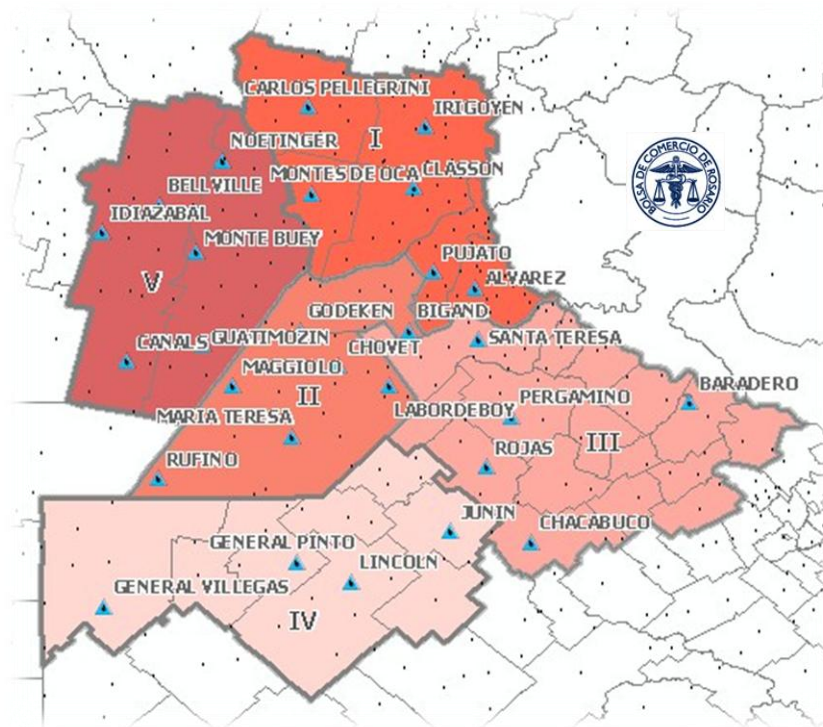 CARLOS PELLEGRINI
IRIGOYEN
NOETINGER
I
BOLSA DE COMERCIO DE ROSARIO
BELLVILLE
MONTES DE OCA
CLASSON
IDIAZABAL
MONTE BUEY
PUJATO
V
ALVAREZ
GODEKEN
BIGAND
CANALS
GUATIMOZIN
CHOVET
SANTA TERESA
MAGGIOLO
BARADERO
II
LABORDEBOY
PERGAMINO
MARIA TERESA
III
ROJAS
RUFINO
JUNIN
CHACABUCO
GENERAL PINTO
LINCOLN
GENERAL VILLEGAS
IV